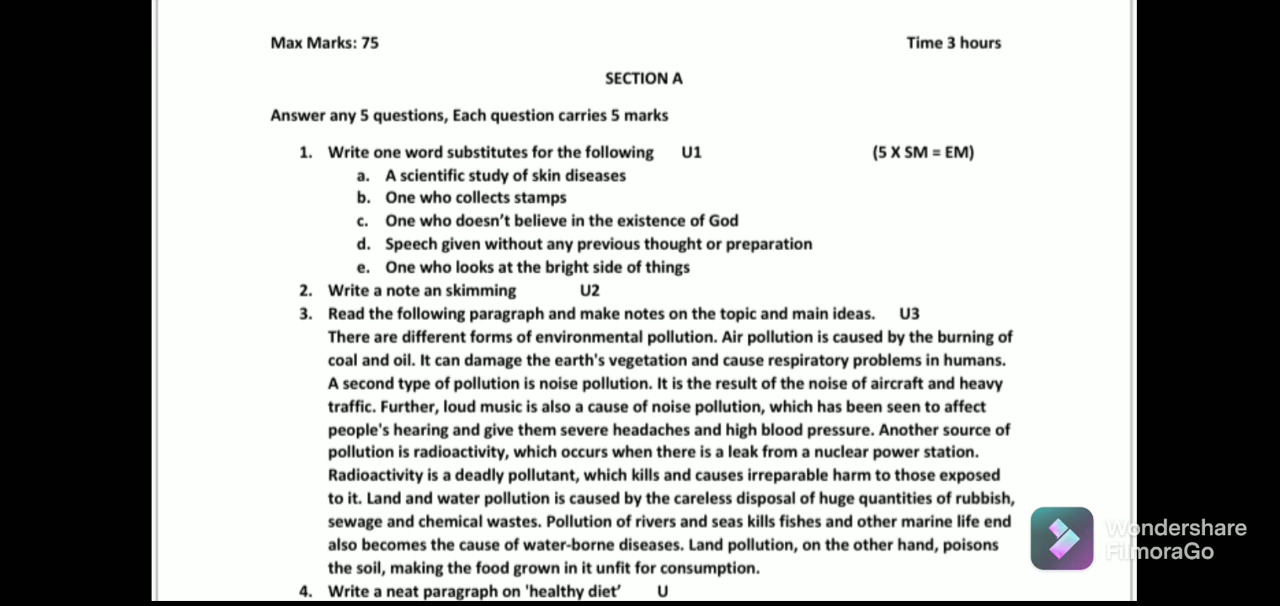 Max Marks: 75 Time 3 hours
SECTION A
Answer any 5 questions, Each question carries 5 marks
1. Write one word substitutes for the following U1 (5 X SM = EM)
a. A scientific study of skin diseases
b. One who collects stamps
c. One who doesn't believe in the existence of God
d. Speech given without any previous thought or preparation
e. One who looks at the bright side of things
2. Write a note an skimming U2
3. Read the following paragraph and make notes on the topic and main ideas. U3
There are different forms of environmental pollution. Air pollution is caused by the burning of
coal and oil. It can damage the earth's vegetation and cause respiratory problems in humans.
A second type of pollution is noise pollution. It is the result of the noise of aircraft and heavy
traffic. Further, loud music is also a cause of noise pollution, which has been seen to affect
people's hearing and give them severe headaches and high blood pressure. Another source of
pollution is radioactivity, which occurs when there is a leak from a nuclear power station.
Radioactivity is a deadly pollutant, which kills and causes irreparable harm to those exposed
to it. Land and water pollution is caused by the careless disposal of huge quantities of rubbish,
sewage and chemical wastes. Pollution of rivers and seas kills fishes and other marine life end
also becomes the cause of water-borne diseases. Land pollution, on the other hand, poisons
the soil, making the food grown in it unfit for consumption.
4. Write a neat paragraph on 'healthy diet' U
Wondershare
FilmoraGo